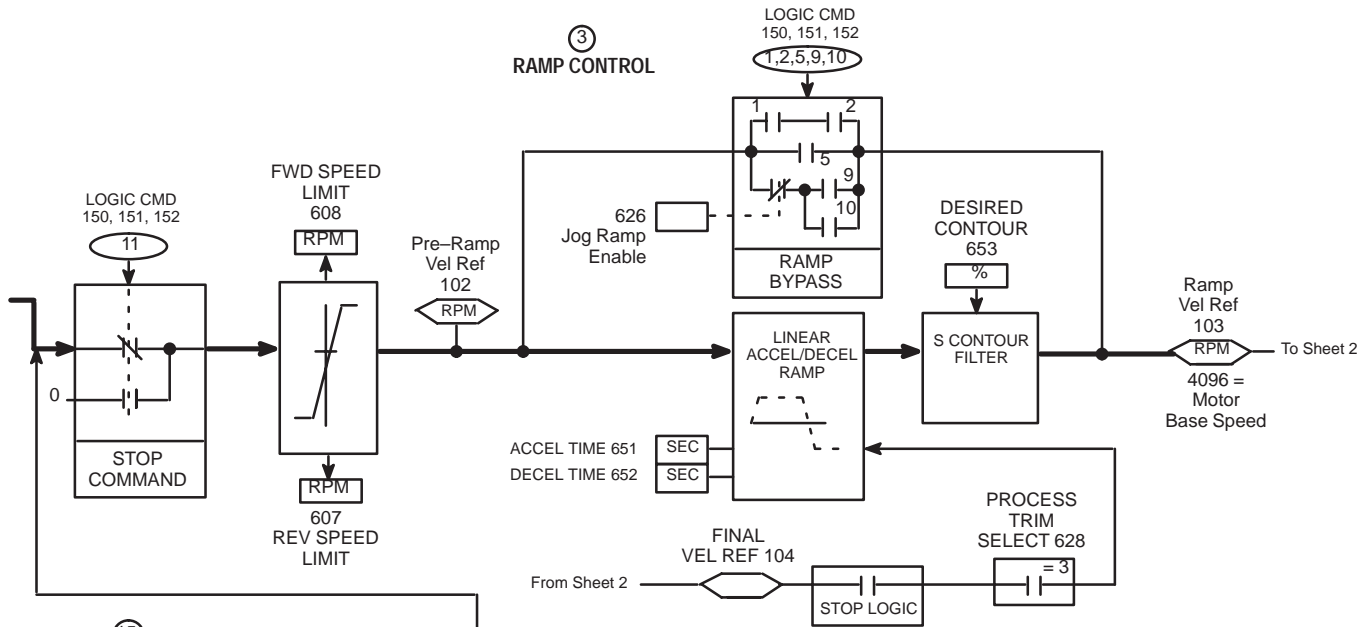 3
RAMP CONTROL
LOGIC CMD
150, 151, 152
1,2,5,9,10
1
2
5
9
10
626
Jog Ramp
Enable
RAMP
BYPASS
LOGIC CMD
150, 151, 152
11
0
STOP
COMMAND
FWD SPEED
LIMIT
608
RPM
RPM
607
REV SPEED
LIMIT
Pre–Ramp
Vel Ref
102
RPM
LINEAR
ACCEL/DECEL
RAMP
ACCEL TIME 651
SEC
DECEL TIME 652
SEC
DESIRED
CONTOUR
653
%
S CONTOUR
FILTER
Ramp
Vel Ref
103
RPM
To Sheet 2
4096 =
Motor
Base Speed
PROCESS
TRIM
SELECT 628
= 3
FINAL
VEL REF 104
From Sheet 2
STOP LOGIC